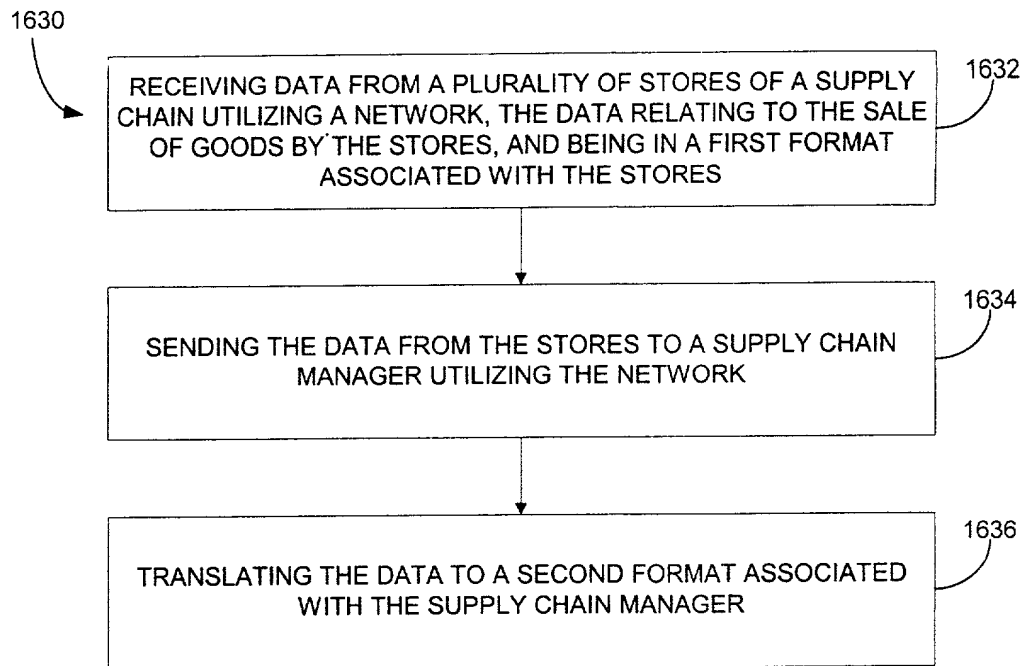 1630
RECEIVING DATA FROM A PLURALITY OF STORES OF A SUPPLY
CHAIN UTILIZING A NETWORK, THE DATA RELATING TO THE SALE
OF GOODS BY THE STORES, AND BEING IN A FIRST FORMAT
ASSOCIATED WITH THE STORES
1632
SENDING THE DATA FROM THE STORES TO A SUPPLY CHAIN
MANAGER UTILIZING THE NETWORK
1634
TRANSLATING THE DATA TO A SECOND FORMAT ASSOCIATED
WITH THE SUPPLY CHAIN MANAGER
1636